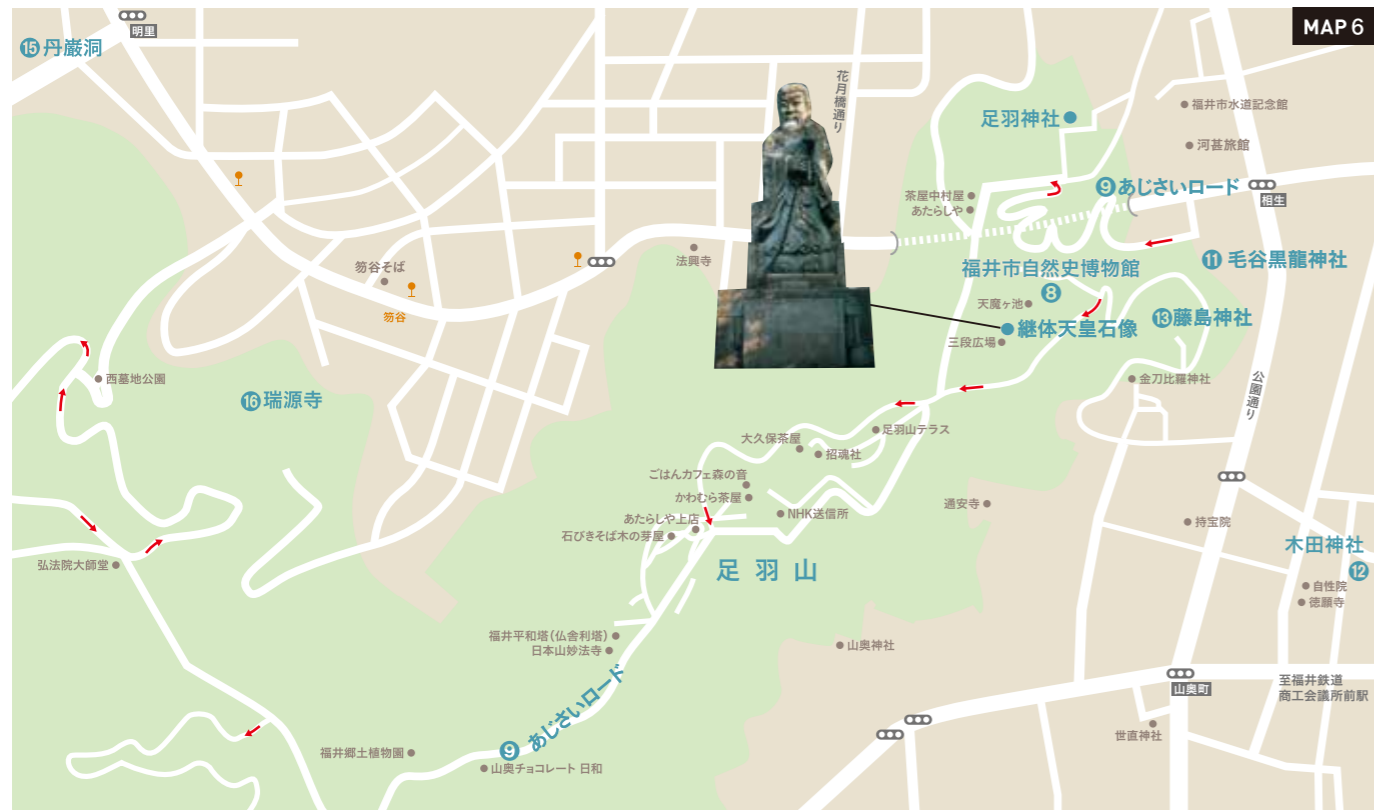 MAP 6
明里
⑮丹巌洞
花月橋通り
福井市水道記念館
足羽神社
河甚旅館
⑨あじさいロード
相生
茶屋中村屋
あたらしや
法興寺
笏谷そば
笏谷
⑪毛谷黒龍神社
福井市自然史博物館
⑧
天魔ヶ池
継体天皇石像
⑬藤島神社
三段広場
金刀比羅神社
公園通り
西墓地公園
⑯瑞源寺
足羽山テラス
大久保茶屋
招魂社
ごはんカフェ森の音
かわむら茶屋
NHK送信所
通安寺
持宝院
あたらしや上店
石びきそば木の芽屋
足羽山
木田神社
⑫
自性院
徳願寺
弘法院大師堂
福井平和塔(仏舎利塔)
日本山妙法寺
山奥神社
⑨あじさいロード
山奥町
至福井鉄道
商工会議所前駅
世直神社
福井郷土植物園
山奥チョコレート 日和